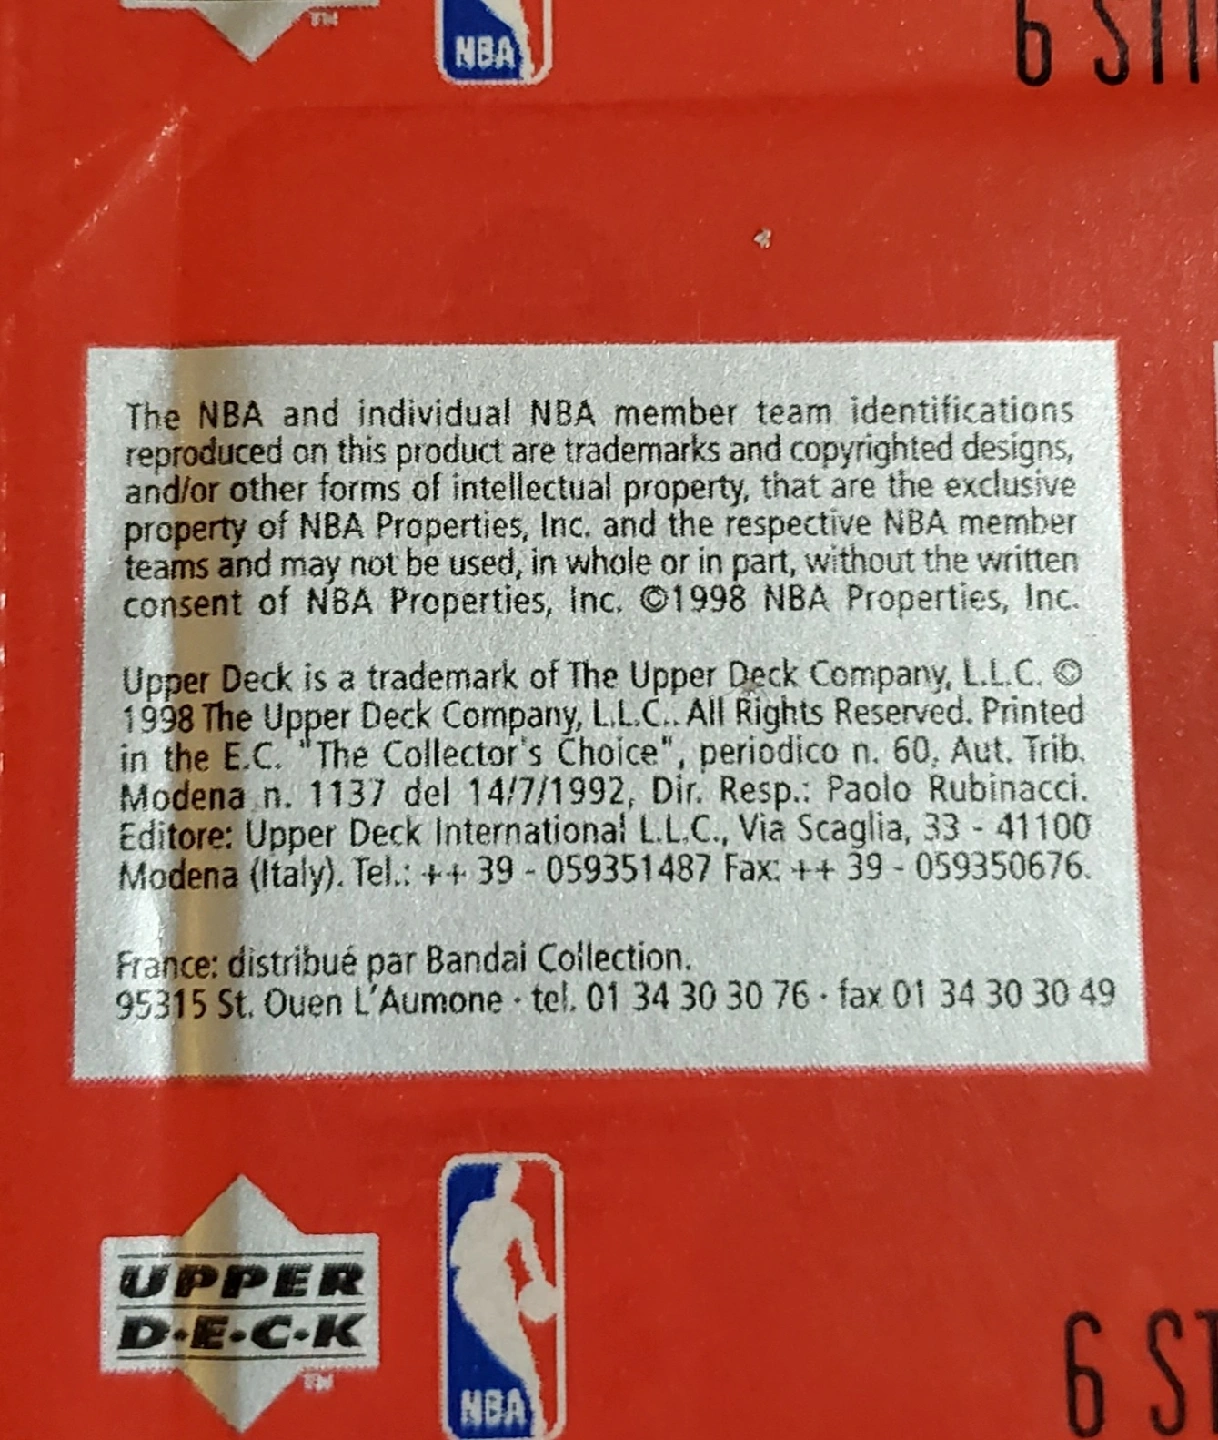 TM
NBA
6 STI
The NBA and individual NBA member team identifications
reproduced on this product are trademarks and copyrighted designs,
and/or other forms of intellectual property, that are the exclusive
property of NBA Properties, Inc. and the respective NBA member
teams and may not be used, in whole or in part, without the written
consent of NBA Properties, Inc. ©1998 NBA Properties, Inc.
Upper Deck is a trademark of The Upper Deck Company, L.L.C. ©
1998 The Upper Deck Company, L.L.C.. All Rights Reserved. Printed
in the E.C. "The Collector's Choice", periodico n. 60, Aut. Trib.
Modena n. 1137 del 14/7/1992, Dir. Resp.: Paolo Rubinacci.
Editore: Upper Deck International L.L.C., Via Scaglia, 33 - 41100
Modena (Italy). Tel.: ++ 39 - 059351487 Fax: ++ 39 - 059350676.
France: distribué par Bandai Collection.
95315 St. Ouen L'Aumone · tel. 01 34 30 30 76 · fax 01 34 30 30 49
UPPER
D·E·C·K
TM
NBA
6 ST